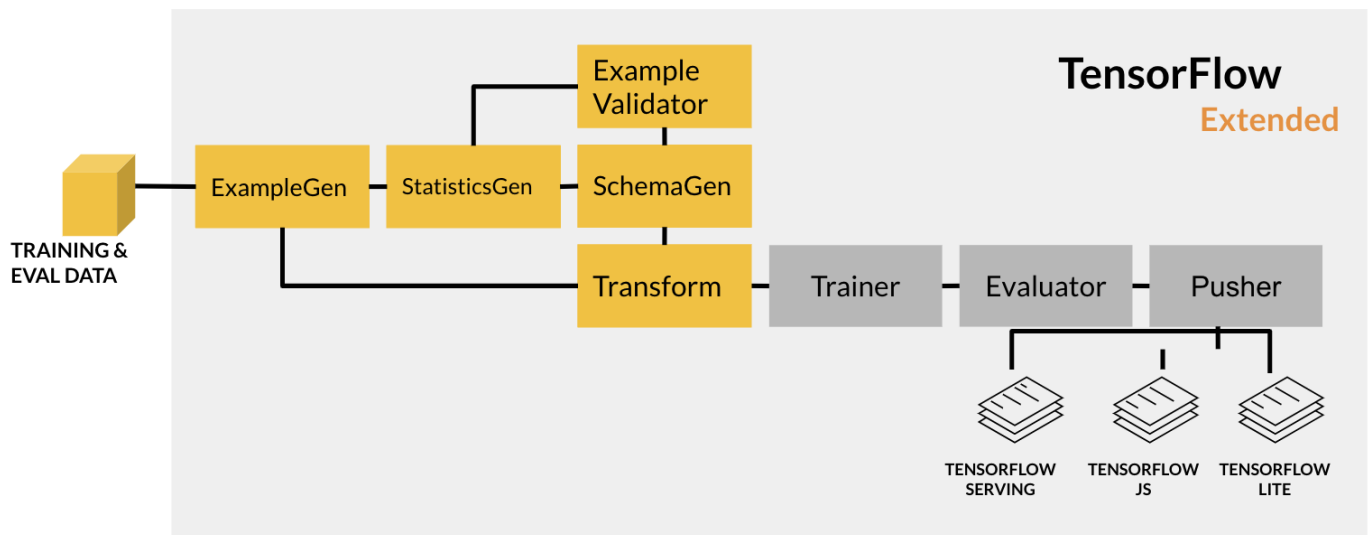 TensorFlow
Extended
Example
Validator
ExampleGen
StatisticsGen
SchemaGen
TRAINING &
EVAL DATA
Transform
Trainer
Evaluator
Pusher
TENSORFLOW
SERVING
TENSORFLOW
JS
TENSORFLOW
LITE